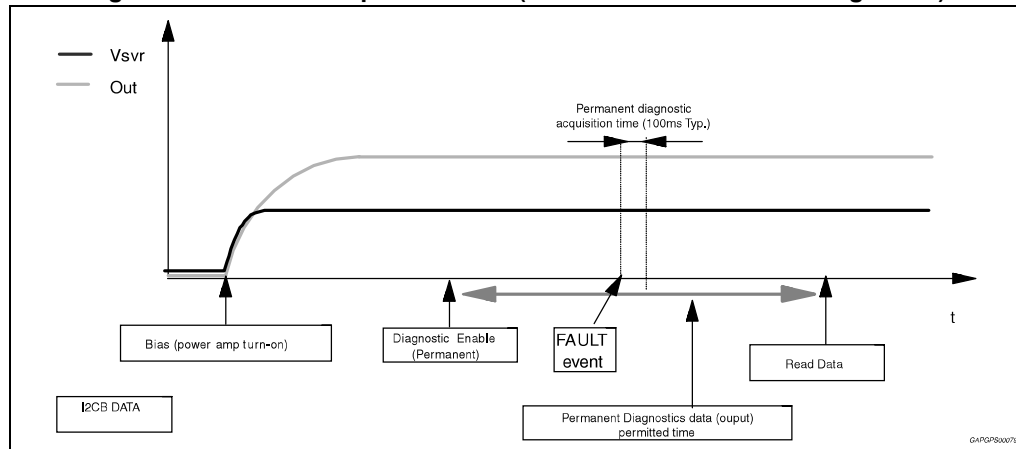 Vsvr
Out
Permanent diagnostic
acquisition time (100ms Typ.)
t
Bias (power amp turn-on)
Diagnostic Enable
(Permanent)
FAULT
event
Read Data
Permanent Diagnostics data (ouput)
permitted time
I2CB DATA
GAPGPS00079